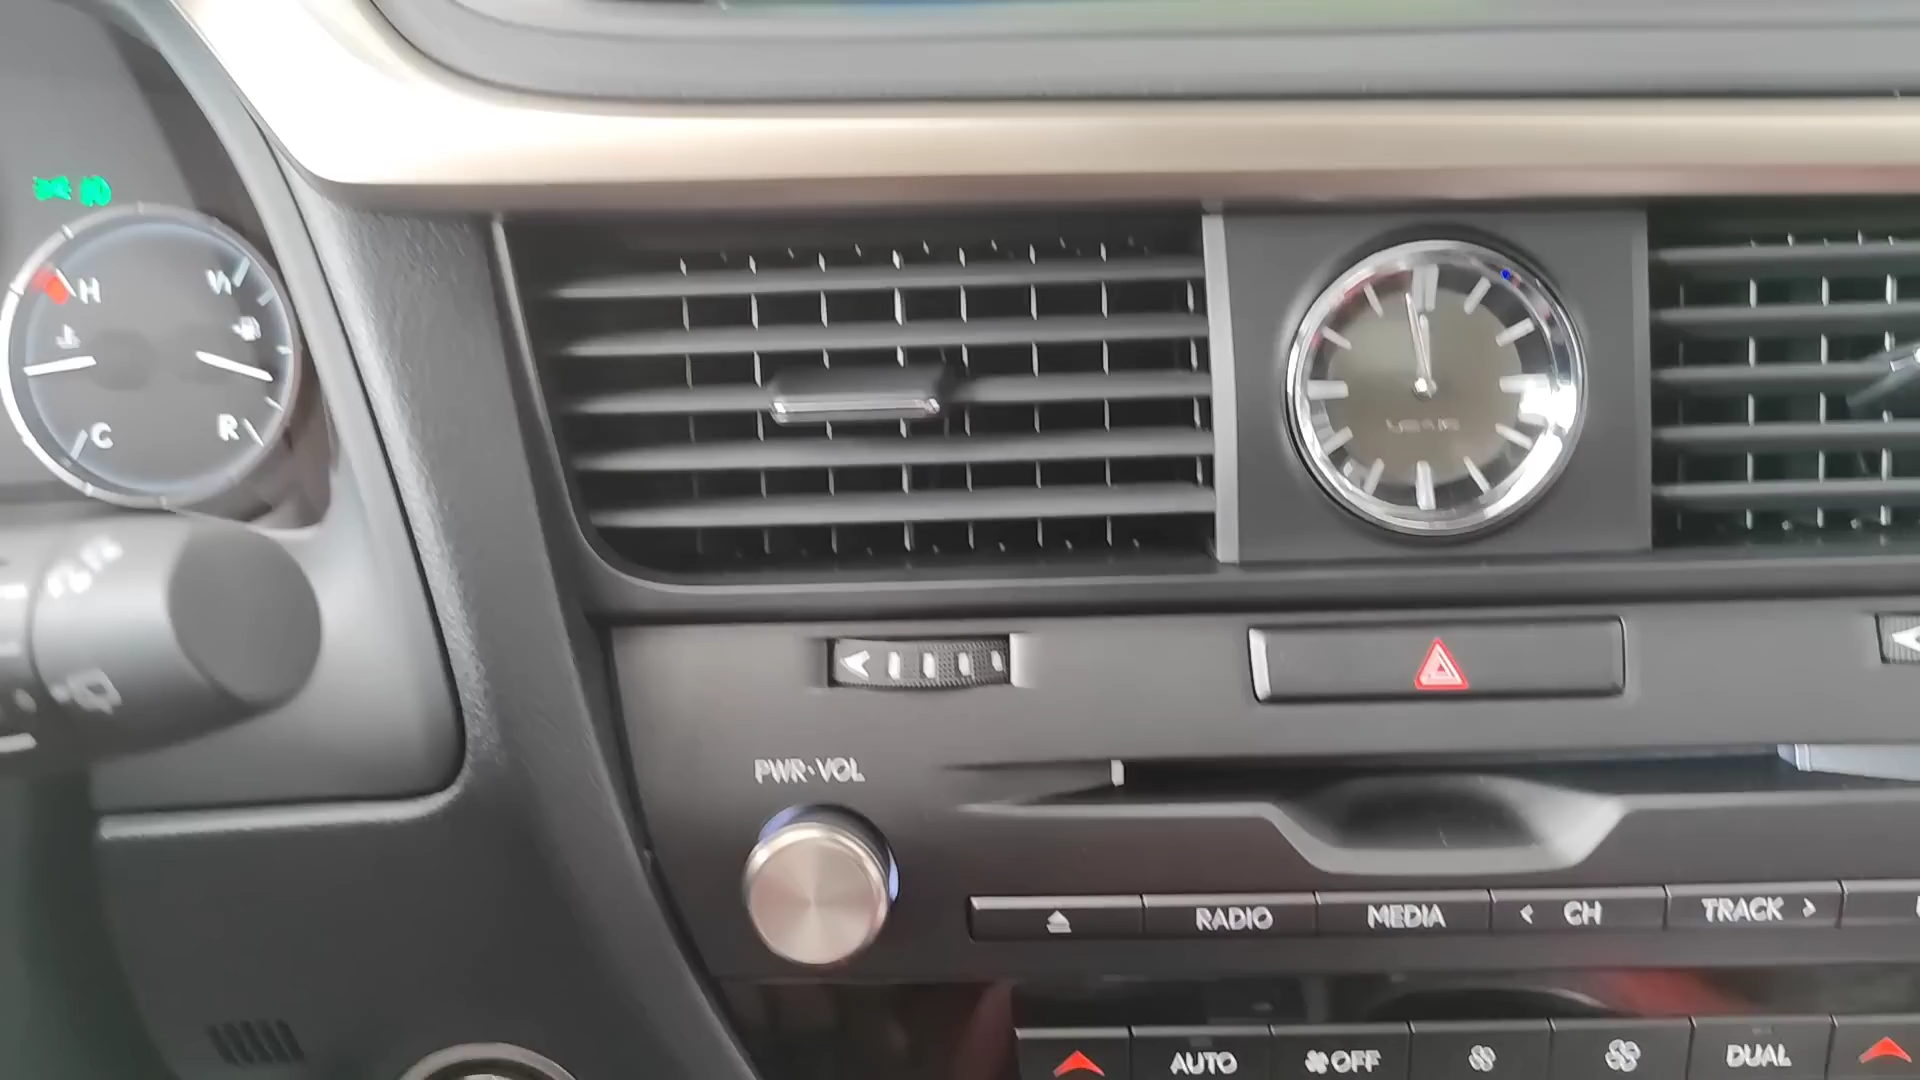 H
C
R
PWR·VOL
RADIO
MEDIA
< CH
TRACK >
AUTO
OFF
DUAL